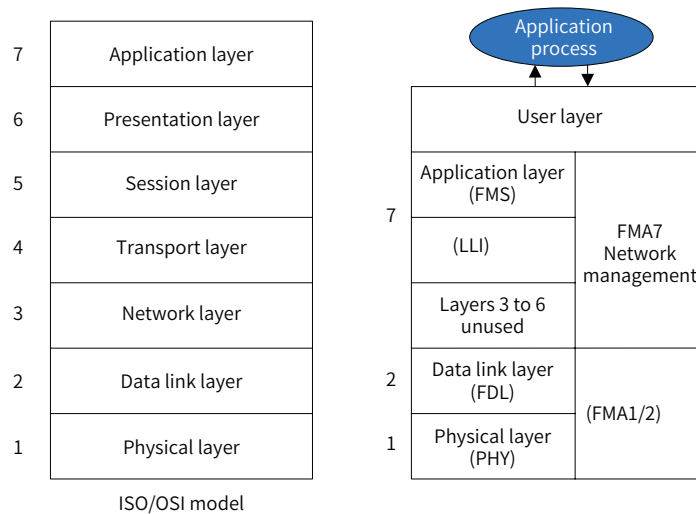 7
Application layer
6
Presentation layer
5
Session layer
4
Transport layer
3
Network layer
2
Data link layer
1
Physical layer
ISO/OSI model
Application
process
User layer
7
Application layer
(FMS)
(LLI)
Layers 3 to 6
unused
FMA7
Network
management
2
Data link layer
(FDL)
1
Physical layer
(PHY)
(FMA1/2)